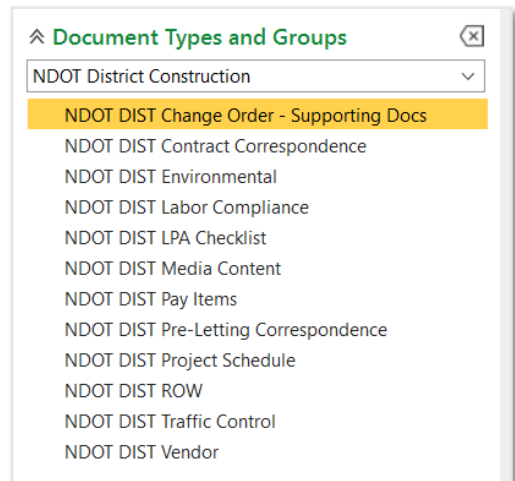 Document Types and Groups
NDOT District Construction
NDOT DIST Change Order - Supporting Docs
NDOT DIST Contract Correspondence
NDOT DIST Environmental
NDOT DIST Labor Compliance
NDOT DIST LPA Checklist
NDOT DIST Media Content
NDOT DIST Pay Items
NDOT DIST Pre-Letting Correspondence
NDOT DIST Project Schedule
NDOT DIST ROW
NDOT DIST Traffic Control
NDOT DIST Vendor